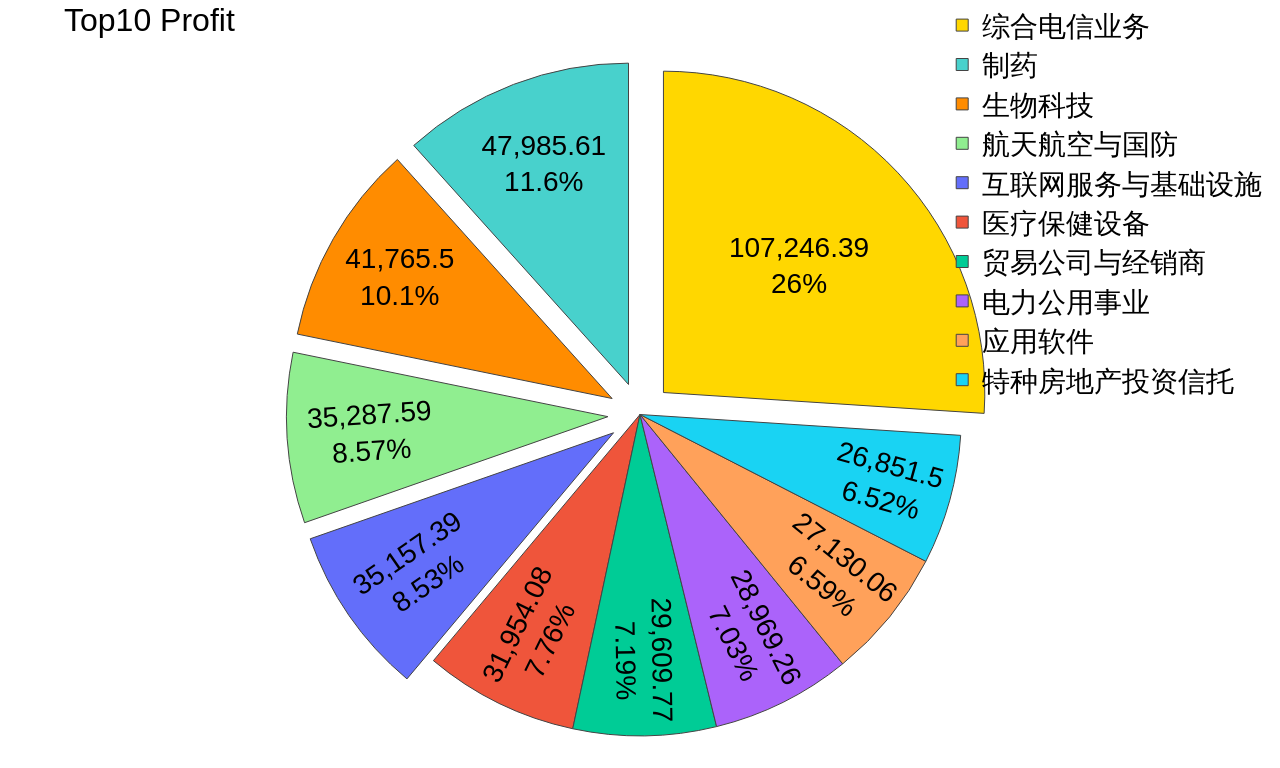 Top10 Profit
综合电信业务
制药
生物科技
航天航空与国防
互联网服务与基础设施
医疗保健设备
贸易公司与经销商
电力公用事业
应用软件
特种房地产投资信托
107,246.39
26%
47,985.61
11.6%
41,765.5
10.1%
35,287.59
8.57%
35,157.39
8.53%
31,954.08
7.76%
29,609.77
7.19%
28,969.26
7.03%
27,130.06
6.59%
26,851.5
6.52%